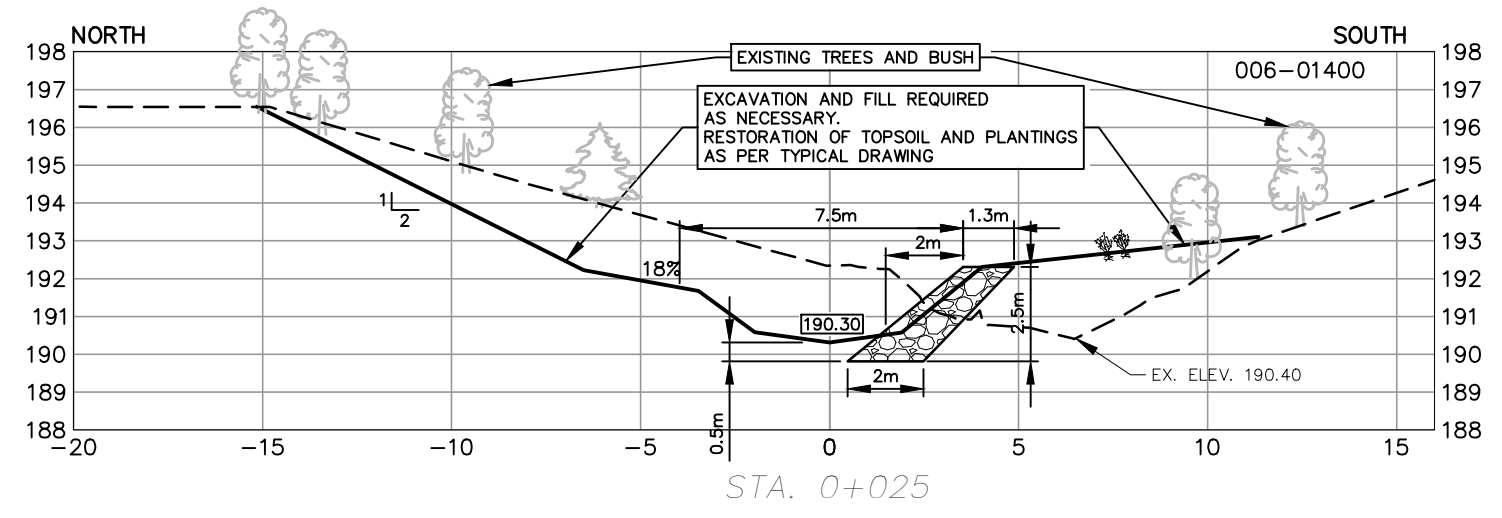 NORTH
SOUTH
198
198
EXISTING TREES AND BUSH
006-01400
197
197
EXCAVATION AND FILL REQUIRED
AS NECESSARY.
RESTORATION OF TOPSOIL AND PLANTINGS
AS PER TYPICAL DRAWING
196
196
195
195
194
194
1
2
7.5m
1.3m
193
193
2m
18%
192
192
191
191
190.30
2.5m
190
190
EX. ELEV. 190.40
2m
189
189
0.5m
188
188
-20
-15
-10
-5
0
5
10
15
STA. 0+025